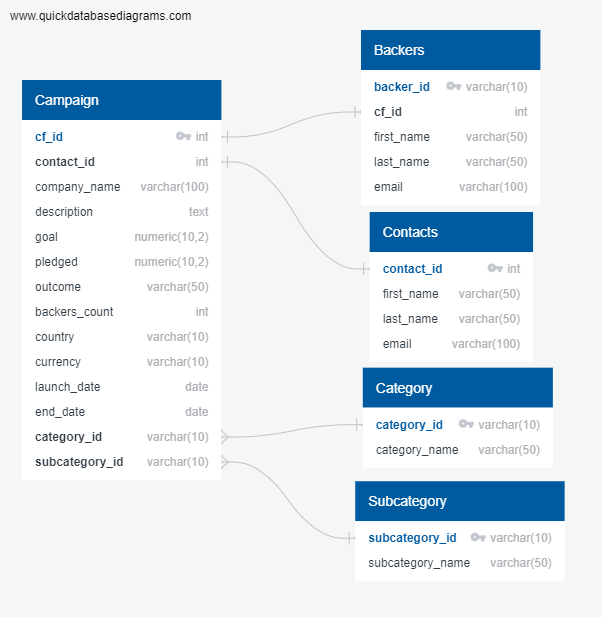 www.quickdatabasediagrams.com
Campaign
cf_id int
contact_id int
company_name varchar(100)
description text
goal numeric(10,2)
pledged numeric(10,2)
outcome varchar(50)
backers_count int
country varchar(10)
currency varchar(10)
launch_date date
end_date date
category_id varchar(10)
subcategory_id varchar(10)
Backers
backer_id varchar(10)
cf_id int
first_name varchar(50)
last_name varchar(50)
email varchar(100)
Contacts
contact_id int
first_name varchar(50)
last_name varchar(50)
email varchar(100)
Category
category_id varchar(10)
category_name varchar(50)
Subcategory
subcategory_id varchar(10)
subcategory_name varchar(50)